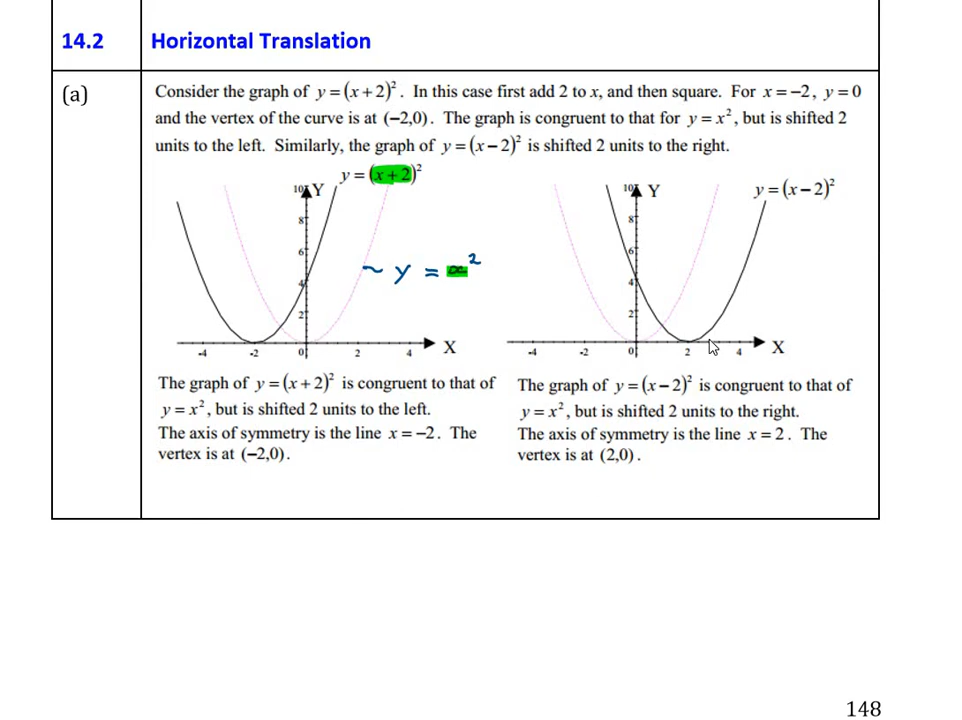 14.2 Horizontal Translation
(a) Consider the graph of y = (x + 2)². In this case first add 2 to x, and then square. For x = −2, y = 0
and the vertex of the curve is at (−2,0). The graph is congruent to that for y = x², but is shifted 2
units to the left. Similarly, the graph of y = (x − 2)² is shifted 2 units to the right.
y = (x + 2)²
10 Y
8
6
4
2
-4 -2 0 2 4 X
~ y = x²
y = (x − 2)²
10 Y
8
6
4
2
-4 -2 0 2 4 X
The graph of y = (x + 2)² is congruent to that of
y = x², but is shifted 2 units to the left.
The axis of symmetry is the line x = −2. The
vertex is at (−2,0).
The graph of y = (x − 2)² is congruent to that of
y = x², but is shifted 2 units to the right.
The axis of symmetry is the line x = 2. The
vertex is at (2,0).
148